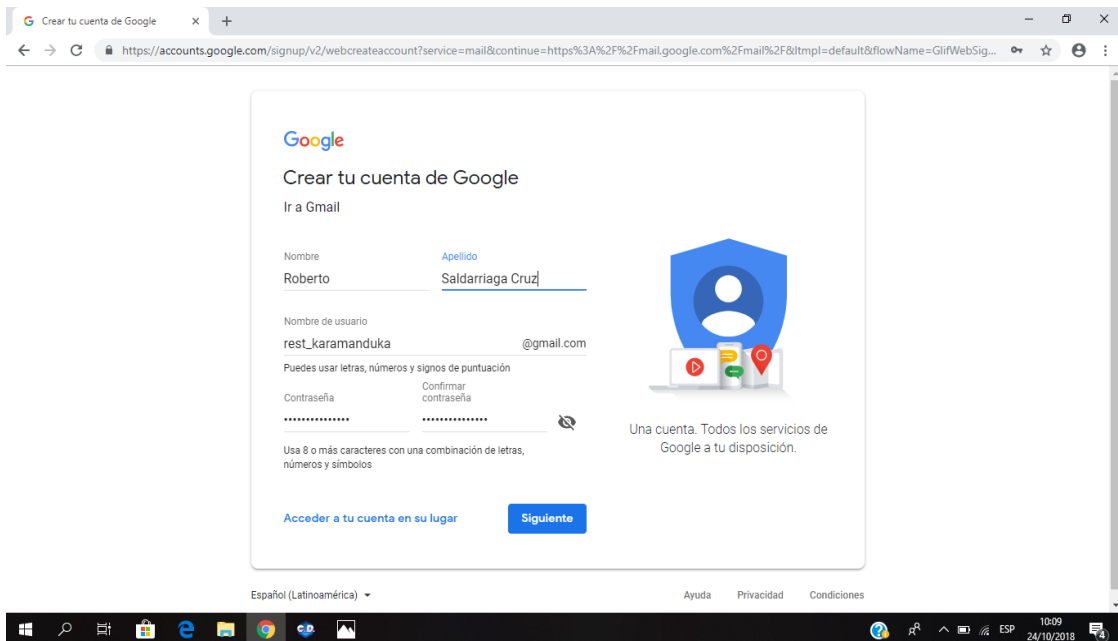 Crear tu cuenta de Google
https://accounts.google.com/signup/v2/webcreateaccount?service=mail&continue=https%3A%2F%2Fmail.google.com%2Fmail%2F&ltmpl=default&flowName=GlifWebSig...
Google
Crear tu cuenta de Google
Ir a Gmail
Nombre Apellido
Roberto Saldarriaga Cruz
Nombre de usuario
rest_karamanduka @gmail.com
Puedes usar letras, números y signos de puntuación
Contraseña Confirmar contraseña
••••••••••••••• •••••••••••••••
Usa 8 o más caracteres con una combinación de letras,
números y símbolos
Una cuenta. Todos los servicios de
Google a tu disposición.
Acceder a tu cuenta en su lugar Siguiente
Español (Latinoamérica) Ayuda Privacidad Condiciones
C.D. ESP 10:09
24/10/2018 4